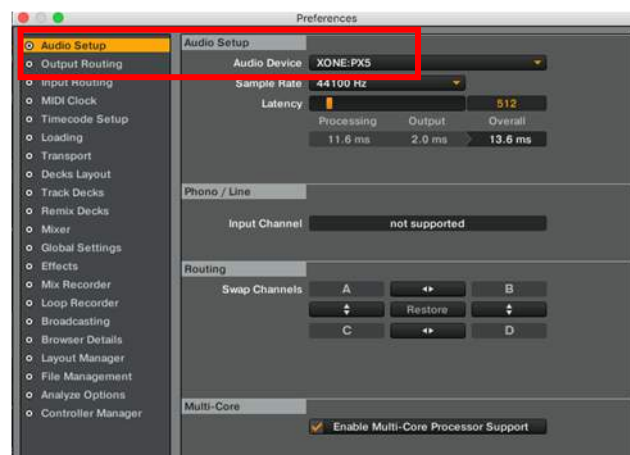 Preferences
Audio Setup
Output Routing
Input Routing
MIDI Clock
Timecode Setup
Loading
Transport
Decks Layout
Track Decks
Remix Decks
Mixer
Global Settings
Effects
Mix Recorder
Loop Recorder
Broadcasting
Browser Details
Layout Manager
File Management
Analyze Options
Controller Manager
Audio Setup
Audio Device XONE:PX5
Sample Rate 44100 Hz
Latency 512
Processing Output Overall
11.6 ms 2.0 ms 13.6 ms
Phono / Line
Input Channel not supported
Routing
Swap Channels A B
Restore
C D
Multi-Core
Enable Multi-Core Processor Support